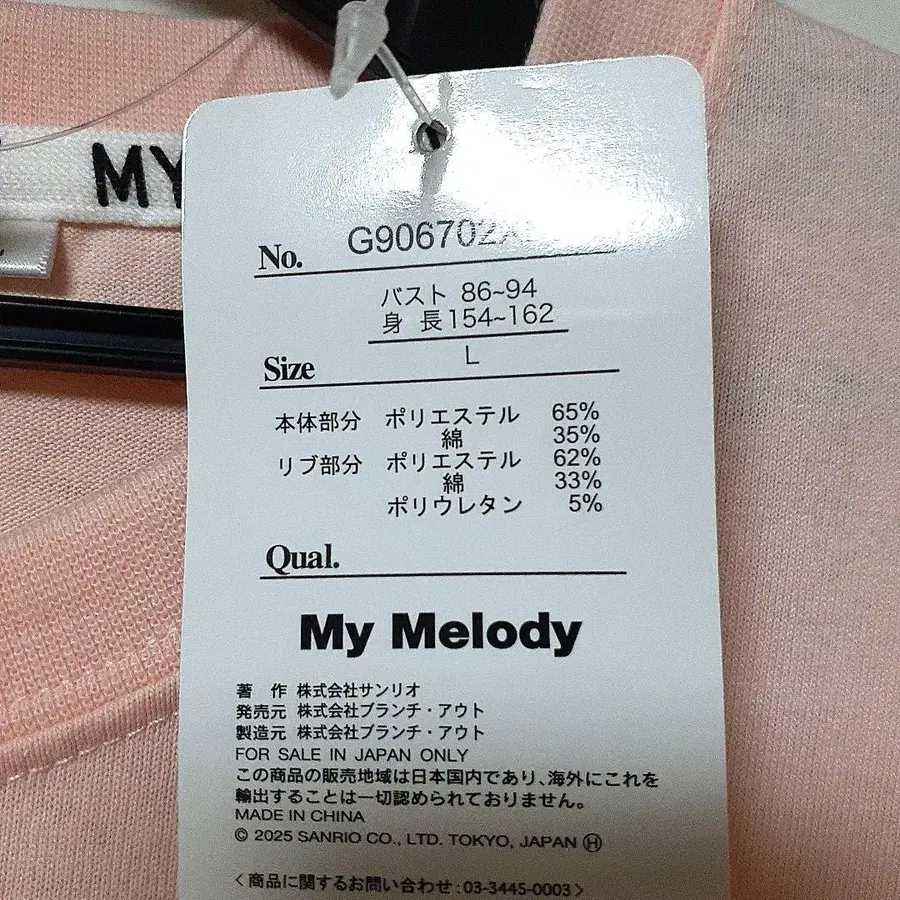 MY
No. G906702
バスト 86~94
身 長 154~162
Size L
本体部分 ポリエステル 65%
綿 35%
リブ部分 ポリエステル 62%
綿 33%
ポリウレタン 5%
Qual.
My Melody
著 作 株式会社サンリオ
発売元 株式会社ブランチ・アウト
製造元 株式会社ブランチ・アウト
FOR SALE IN JAPAN ONLY
この商品の販売地域は日本国内であり、海外にこれを
輸出することは一切認められておりません。
MADE IN CHINA
© 2025 SANRIO CO., LTD. TOKYO, JAPAN Ⓗ
<商品に関するお問い合わせ:03-3445-0003>